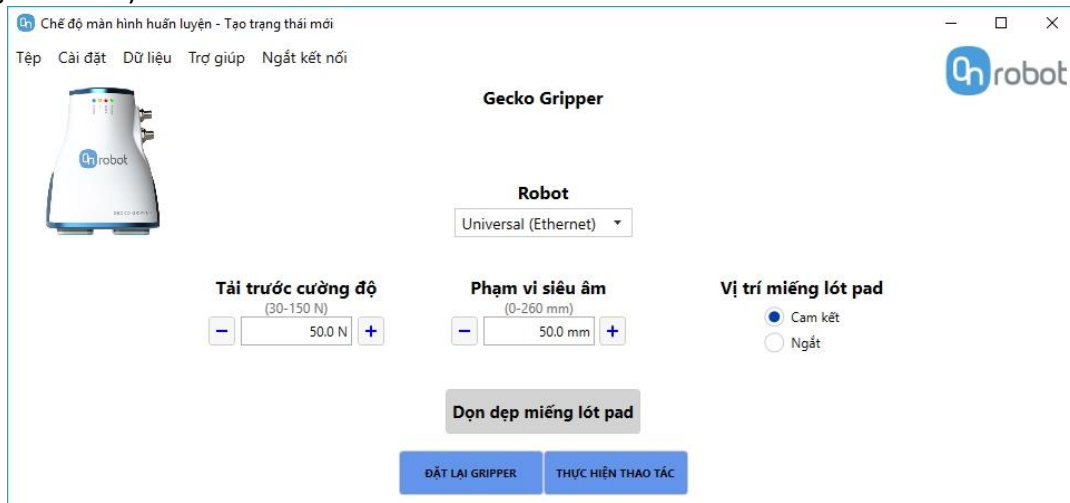 Chế độ màn hình huấn luyện - Tạo trạng thái mới
Tệp Cài đặt Dữ liệu Trợ giúp Ngắt kết nối
On robot
Gecko Gripper
On robot
Robot
Universal (Ethernet)
Tải trước cường độ
(30-150 N)
50.0 N
Phạm vi siêu âm
(0-260 mm)
50.0 mm
Vị trí miếng lót pad
Cam kết
Ngắt
Dọn dẹp miếng lót pad
ĐẶT LẠI GRIPPER
THỰC HIỆN THAO TÁC